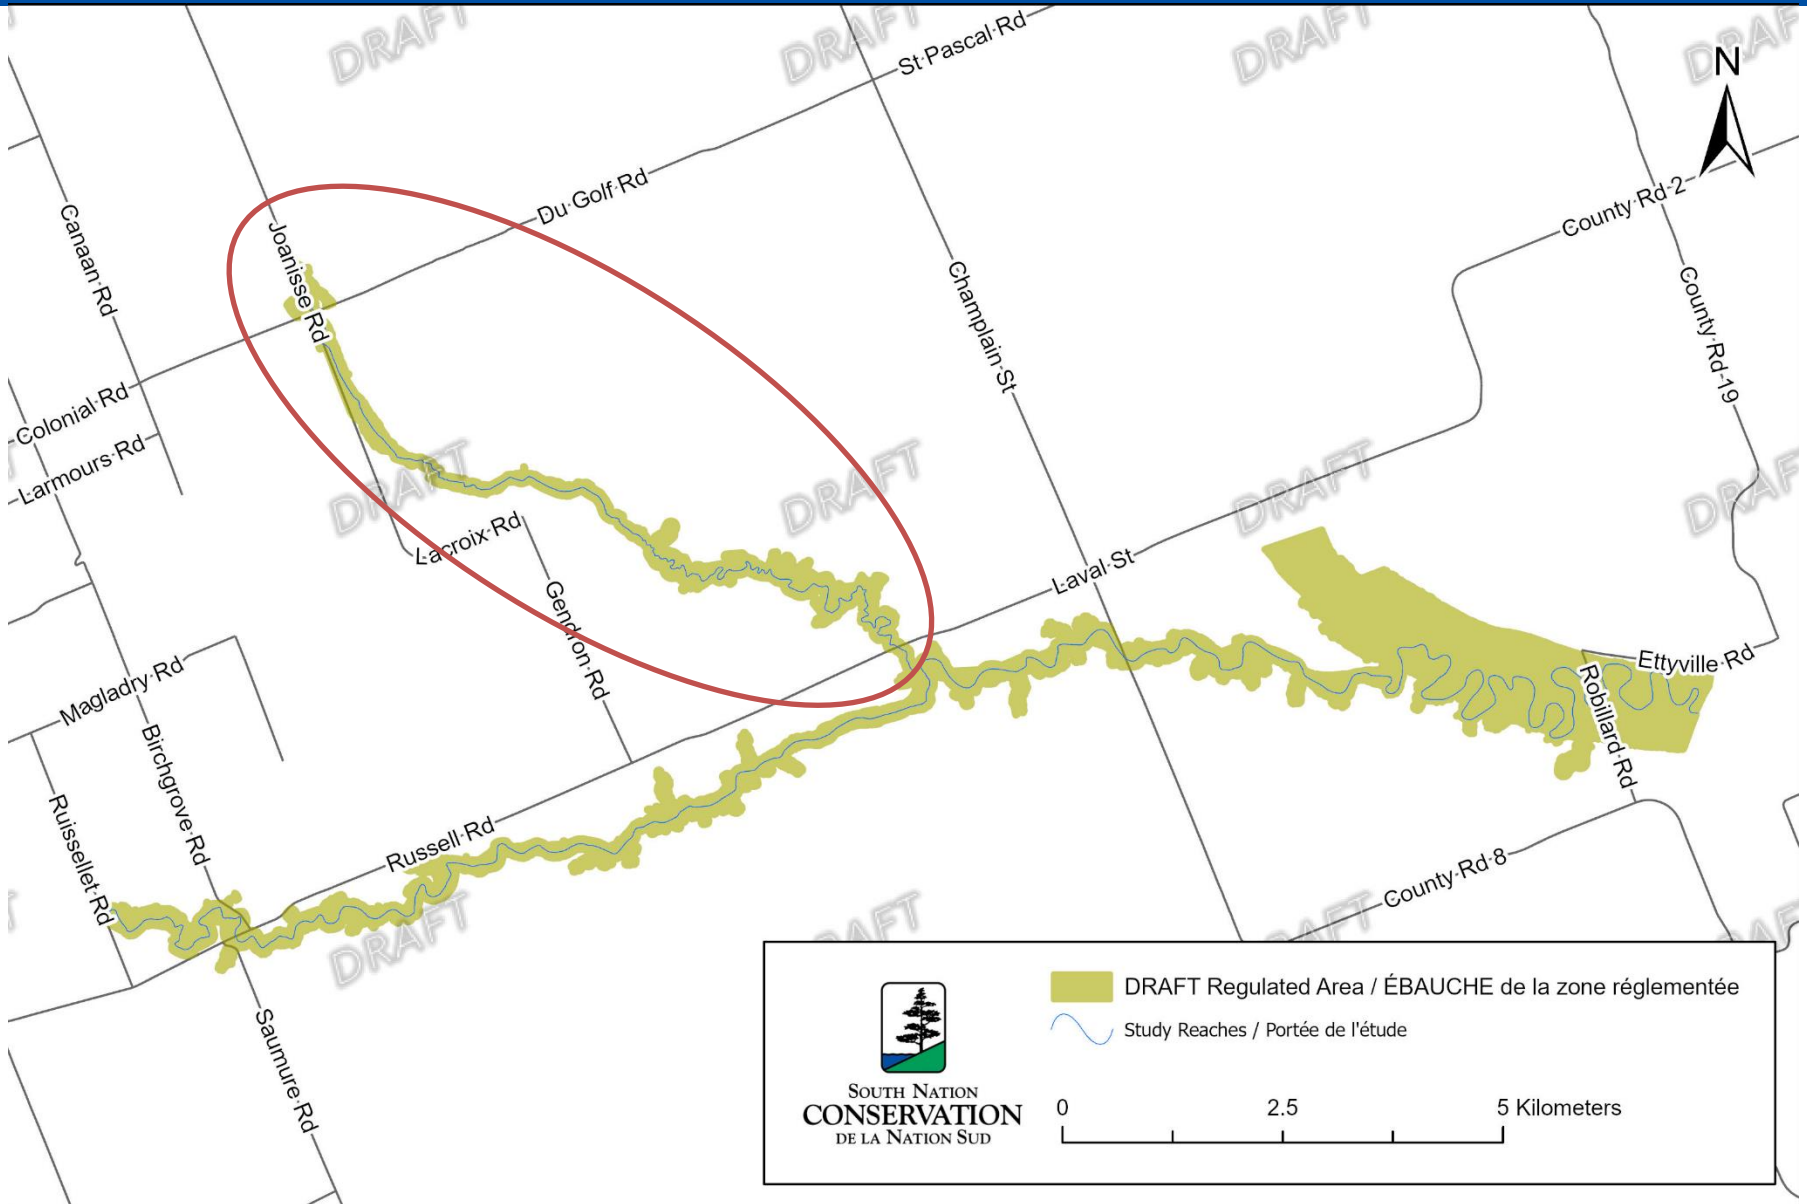 DRAFT
DRAFT
DRAFT
DRAF
St Pascal Rd
N
Du Golf Rd
County Rd 2
Canaan Rd
Joanisse Rd
Champlain St
County Rd 19
Colonial Rd
Larmours Rd
DRAFT
DRAFT
DRAFT
DRAF
Lacroix Rd
Laval St
Gendron Rd
Ettyville Rd
Magladry Rd
Robillard Rd
Birchgrove Rd
Ruissellet Rd
Russell Rd
County Rd 8
DRAFT
DRAFT
DRAFT
DRAF
Saumure Rd
DRAFT Regulated Area / ÉBAUCHE de la zone réglementée
Study Reaches / Portée de l'étude
SOUTH NATION
CONSERVATION
DE LA NATION SUD
0 2.5 5 Kilometers